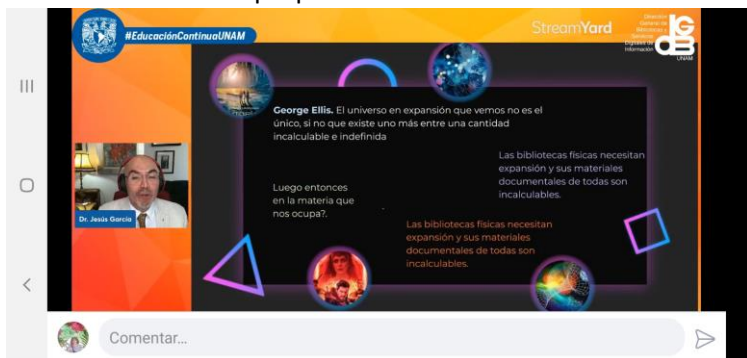 #EducaciónContinuaUNAM
StreamYard
Dirección
General de
Bibliotecas y
Servicios
Digitales de
Información
UNAM
George Ellis. El universo en expansión que vemos no es el
único, si no que existe uno más entre una cantidad
incalculable e indefinida
Las bibliotecas físicas necesitan
expansión y sus materiales
documentales de todas son
incalculables.
Luego entonces
en la materia que
nos ocupa?.
Las bibliotecas físicas necesitan
expansión y sus materiales
documentales de todas son
incalculables.
Dr. Jesús García
Comentar...